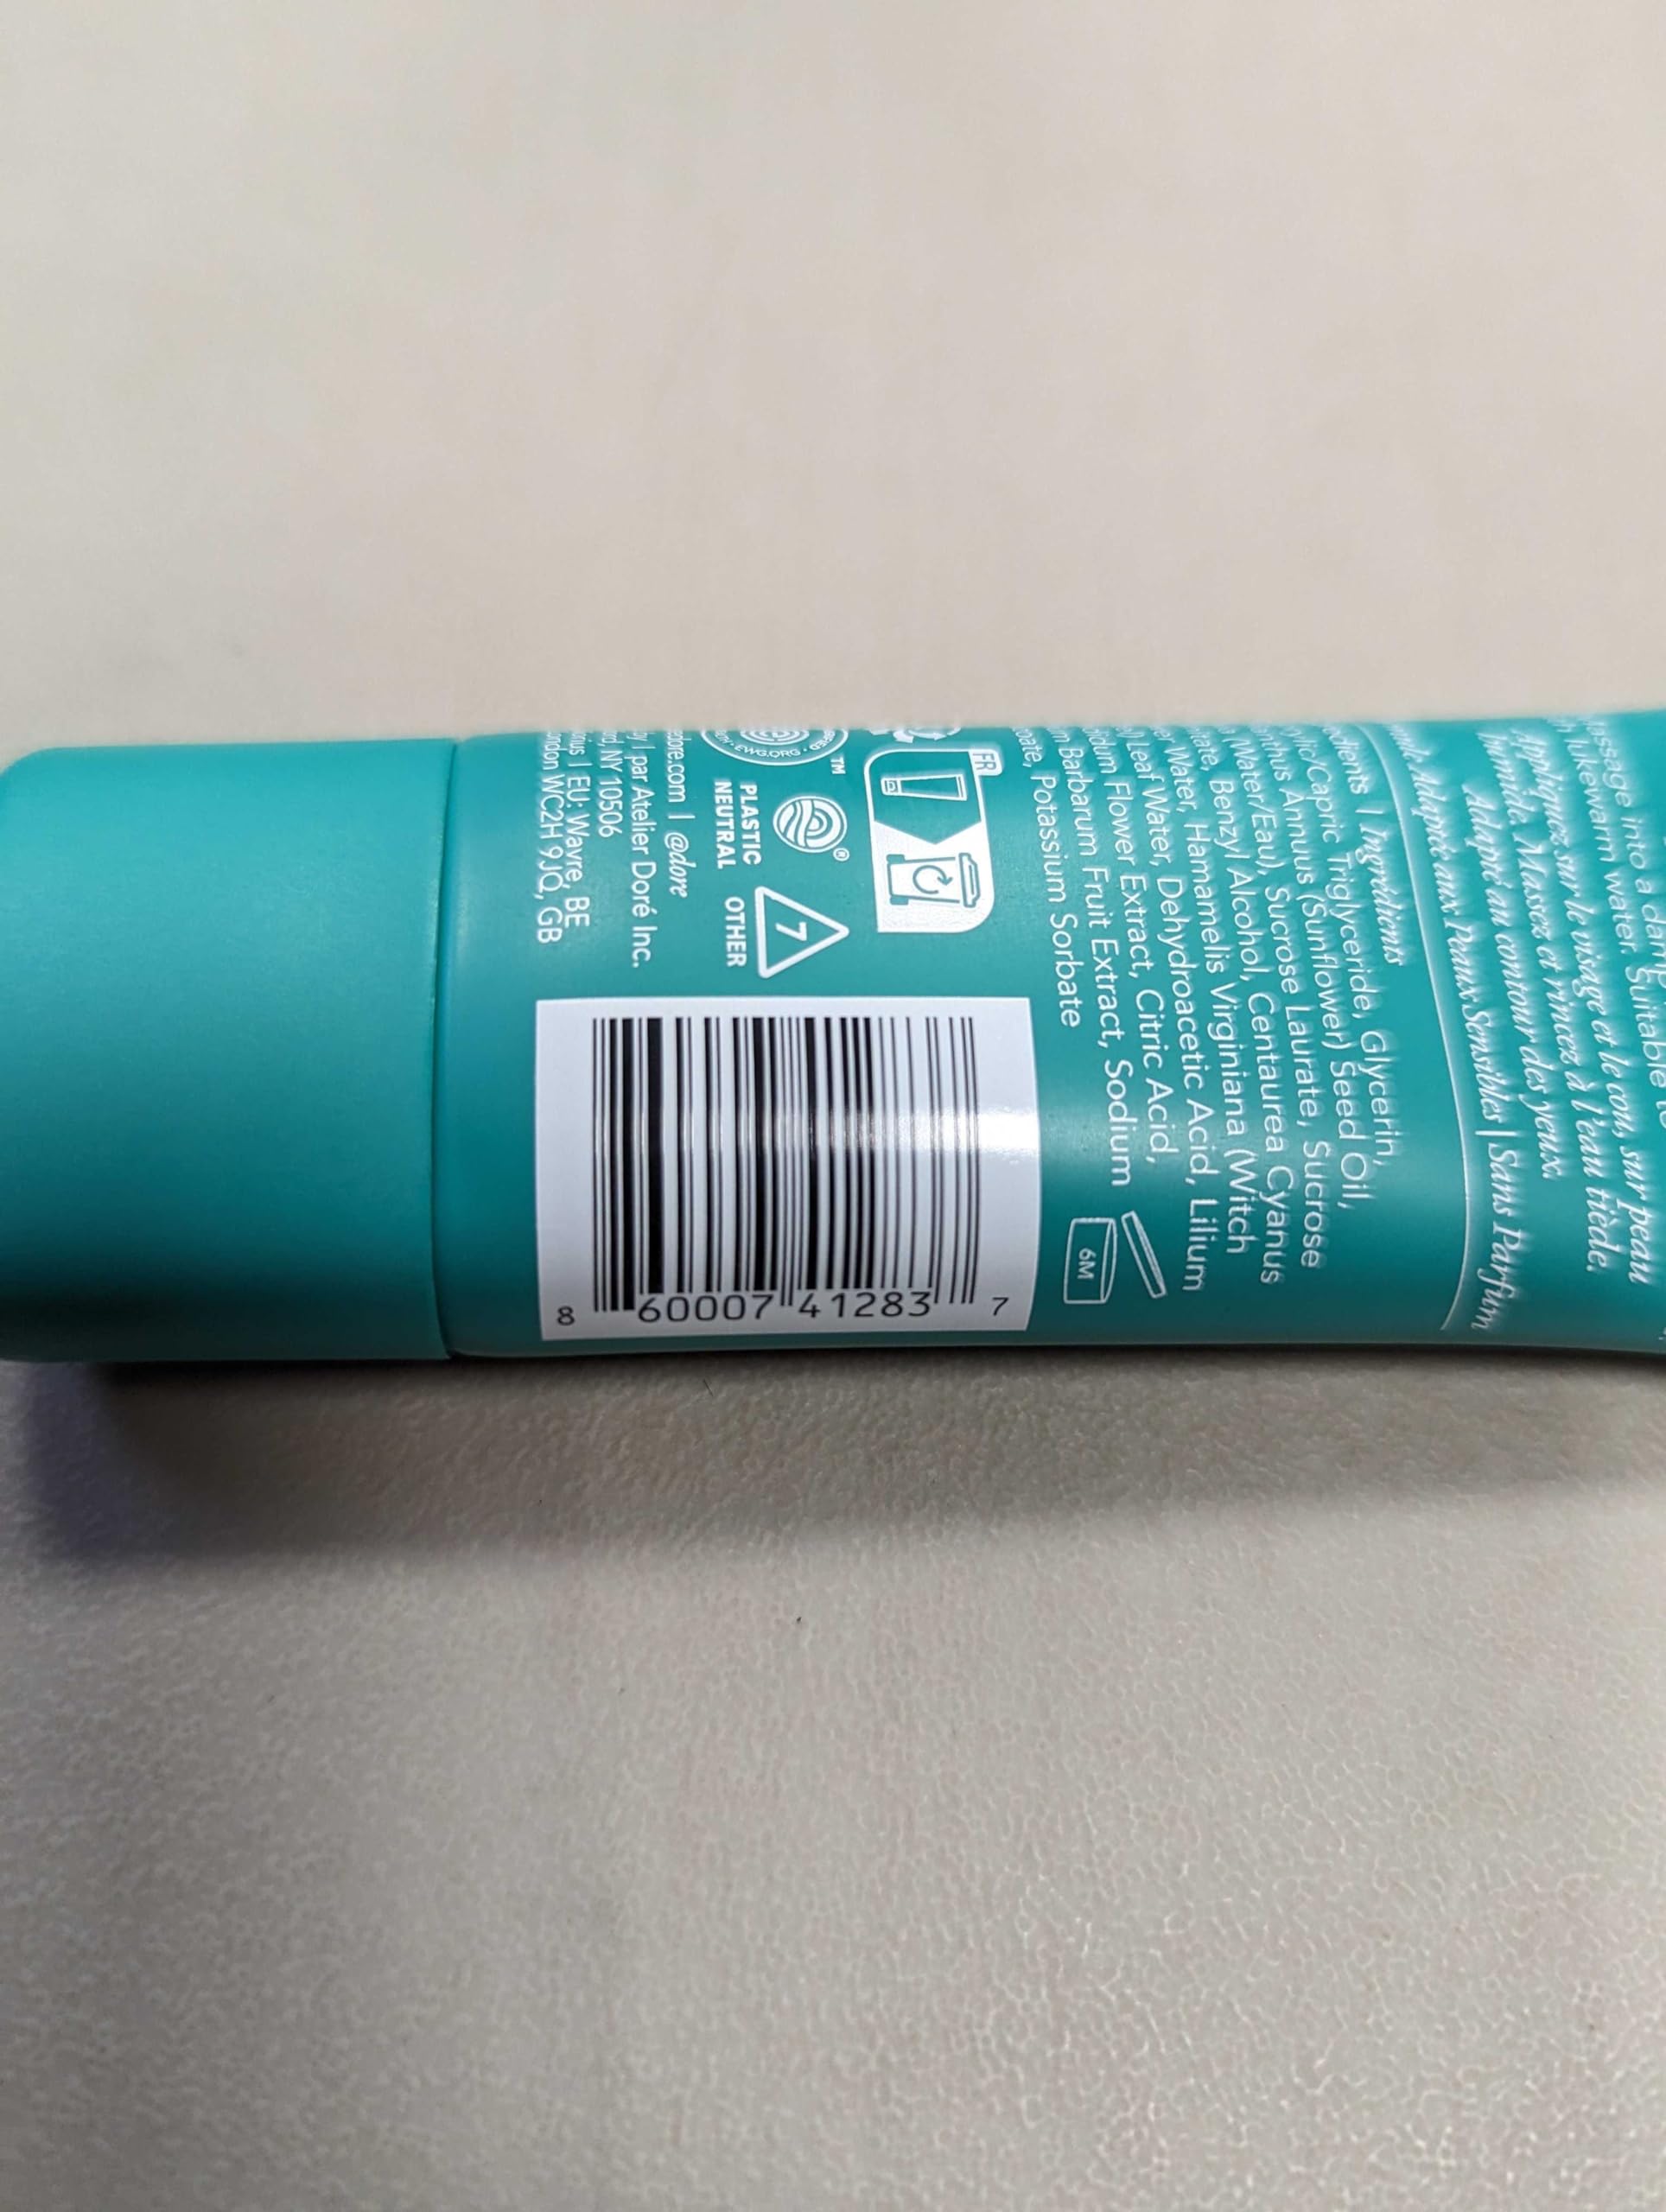 into a
lukewarm water. Suitable
Appliquez sur le visage et le cou, sur peau
humide. Massez et rincez à l'eau tiède.
Adapté au contour des yeux.
Adapté aux Peaux Sensibles | Sans Parfum
| Ingrédients
Triglyceride, Glycerin,
Annuus (Sunflower) Seed Oil,
Water/Eau), Sucrose Laurate, Sucrose
Benzyl Alcohol, Centaurea Cyanus
Water, Hamamelis Virginiana (Witch
Leaf Water, Dehydroacetic Acid, Lilium
Flower Extract, Citric Acid,
Barbarum Fruit Extract, Sodium
Potassium Sorbate
6M
FR
EWG.ORG
TM
®
PLASTIC
NEUTRAL
7
OTHER
| @dore
| par Atelier Doré Inc.
NY 10506
| EU: Wavre, BE
WC2H 9JQ, GB
8 60007 41283 7